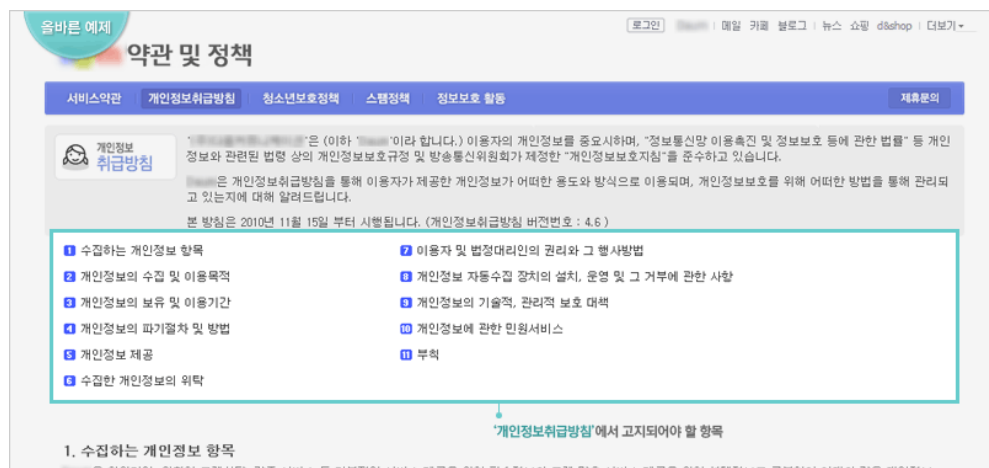 올바른 예제
로그인 메일 카페 블로그 뉴스 쇼핑 d&shop 더보기
약관 및 정책
서비스약관 개인정보취급방침 청소년보호정책 스팸정책 정보보호 활동 제휴문의
개인정보
취급방침
'은 (이하 ' '이라 합니다.) 이용자의 개인정보를 중요시하며, "정보통신망 이용촉진 및 정보보호 등에 관한 법률" 등 개인
정보와 관련된 법령 상의 개인정보보호규정 및 방송통신위원회가 제정한 "개인정보보호지침"을 준수하고 있습니다.
은 개인정보취급방침을 통해 이용자가 제공한 개인정보가 어떠한 용도와 방식으로 이용되며, 개인정보보호를 위해 어떠한 방법을 통해 관리되
고 있는지에 대해 알려드립니다.
본 방침은 2010년 11월 15일 부터 시행됩니다. (개인정보취급방침 버전번호 : 4.6 )
1 수집하는 개인정보 항목
2 개인정보의 수집 및 이용목적
3 개인정보의 보유 및 이용기간
4 개인정보의 파기절차 및 방법
5 개인정보 제공
6 수집한 개인정보의 위탁
7 이용자 및 법정대리인의 권리와 그 행사방법
8 개인정보 자동수집 장치의 설치, 운영 및 그 거부에 관한 사항
9 개인정보의 기술적, 관리적 보호 대책
10 개인정보에 관한 민원서비스
11 부칙
'개인정보취급방침'에서 고지되어야 할 항목
1. 수집하는 개인정보 항목